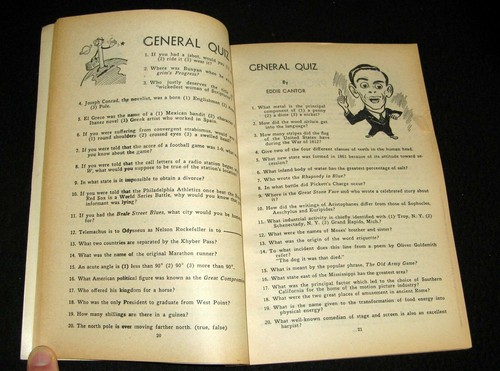 GENERAL QUIZ
1. If you had a jobot, would you
(2) ride it (3) wear it?
2. Where was Bunyan when he
grim's Progress?
3. Who justly deserves the
"wickedest woman of
4. Joseph Conrad, the novelist, was a born (1) Englishman (2)
(3) Pole.
5. El Greco was the name of a (1) Mexican bandit (2)
Ibanez novel (3) Greek artist who worked in Spain.
6. If you were suffering from convergent strabismus, would you
(1) round shoulders (2) crossed eyes (3) a swelled
7. If you were told that the score of a football game was 1-0, what
you know about the game?
8. If you were told that the call letters of a radio station began
W, what would you suppose to be true of the station's location
9. In what state is it impossible to obtain a divorce?
10. If you were told that the Philadelphia Athletics once beat the
Red Sox in a World Series Battle, why would you know the
informant was lying?
11. If you had the Beale Street Blues, what city would you be
for?
12. Telemachus is to Odysseus as Nelson Rockefeller is to
13. What two countries are separated by the Khyber Pass?
14. What was the name of the original Marathon runner?
15. An acute angle is (1) less than 90° (2) 90° (3) more than 90°.
16. What American political figure was known as the Great Compromiser
17. Who offered his kingdom for a horse?
18. Who was the only President to graduate from West Point?
19. How many shillings are there in a guinea?
20. The north pole is ever moving farther north. (true, false)
GENERAL QUIZ
By
EDDIE CANTOR
1. What metal is the principal
component of (1) a penny
(2) a dime (3) a nickel?
2. How did the word sprightly get
into the language?
3. How many stripes did the flag
of the United States have
during the War of 1812?
4. Give two of the four different classes of teeth in the human head.
5. What new state was formed in 1861 because of its attitude toward se-
cession?
6. What inland body of water has the greatest percentage of salt?
7. Who wrote the Rhapsody in Blue?
8. In what battle did Pickett's Charge occur?
9. Where is the Great Stone Face and who wrote a celebrated story about
it?
10. How did the writings of Aristophanes differ from those of Sophocles,
Aeschylus and Euripides?
11. What industrial activity is chiefly identified with (1) Troy, N. Y. (2)
Schenectady, N. Y. (3) Grand Rapids, Mich.?
12. What were the names of Moses' brother and sister?
13. What was the origin of the word
14. To what incident does this line from a poem by Oliver Goldsmith
refer?
"The dog it was that died."
15. What is meant by the popular phrase, The Old Army Game?
16. What state east of the Mississippi has the greatest area?
17. What was the principal factor which led to the choice of Southern
California for the home of the motion picture industry?
18. What were the two great places of amusement in ancient Rome?
19. What is the name given to the transformation of food energy into
physical energy?
20. What well-known comedian of stage and screen is also an excellent
harpist?
21